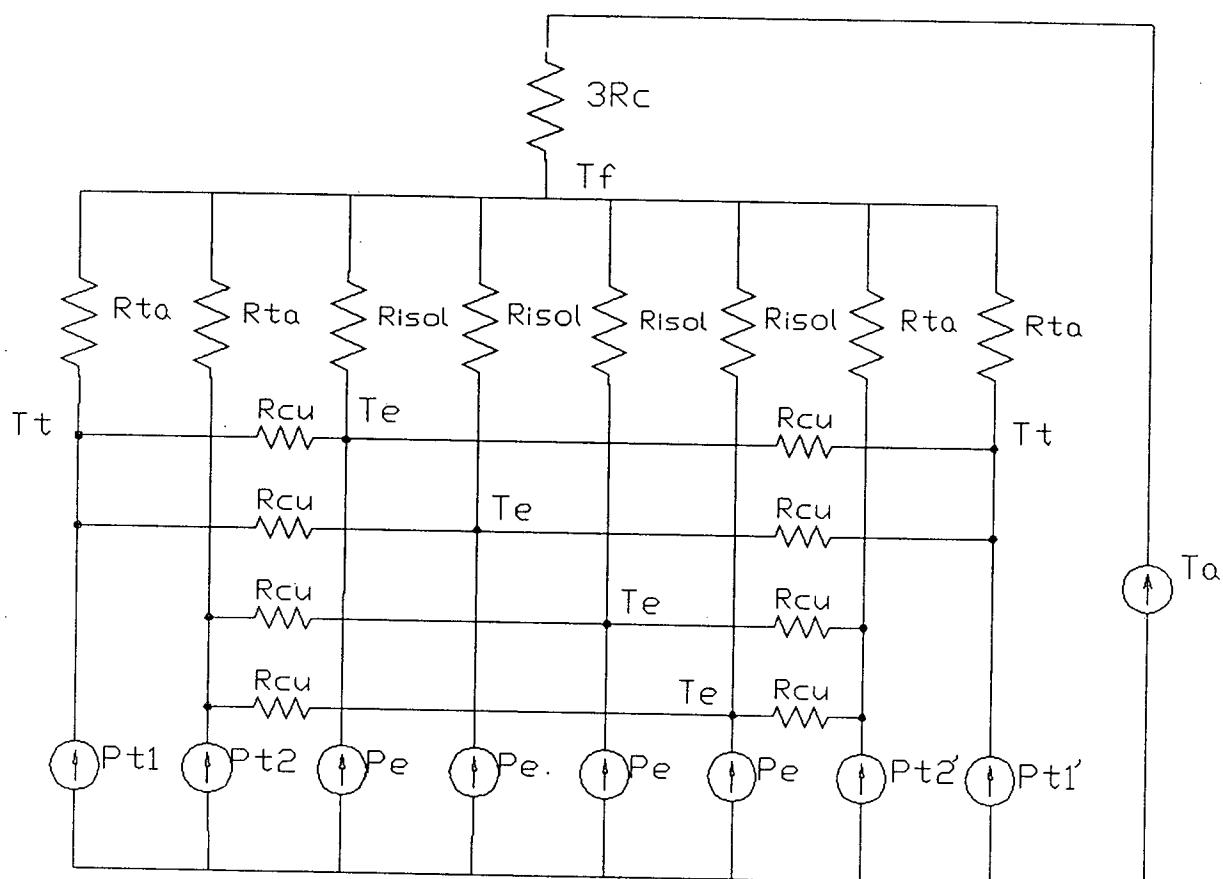 3Rc
Tf
Rta
Rta
Risol
Risol
Risol
Risol
Rta
Rta
Tt
Rcu
Te
Rcu
Tt
Rcu
Te
Rcu
Rcu
Te
Rcu
Ta
Rcu
Te
Rcu
Pt1
Pt2
Pe
Pe.
Pe
Pe
Pt2'
Pt1'